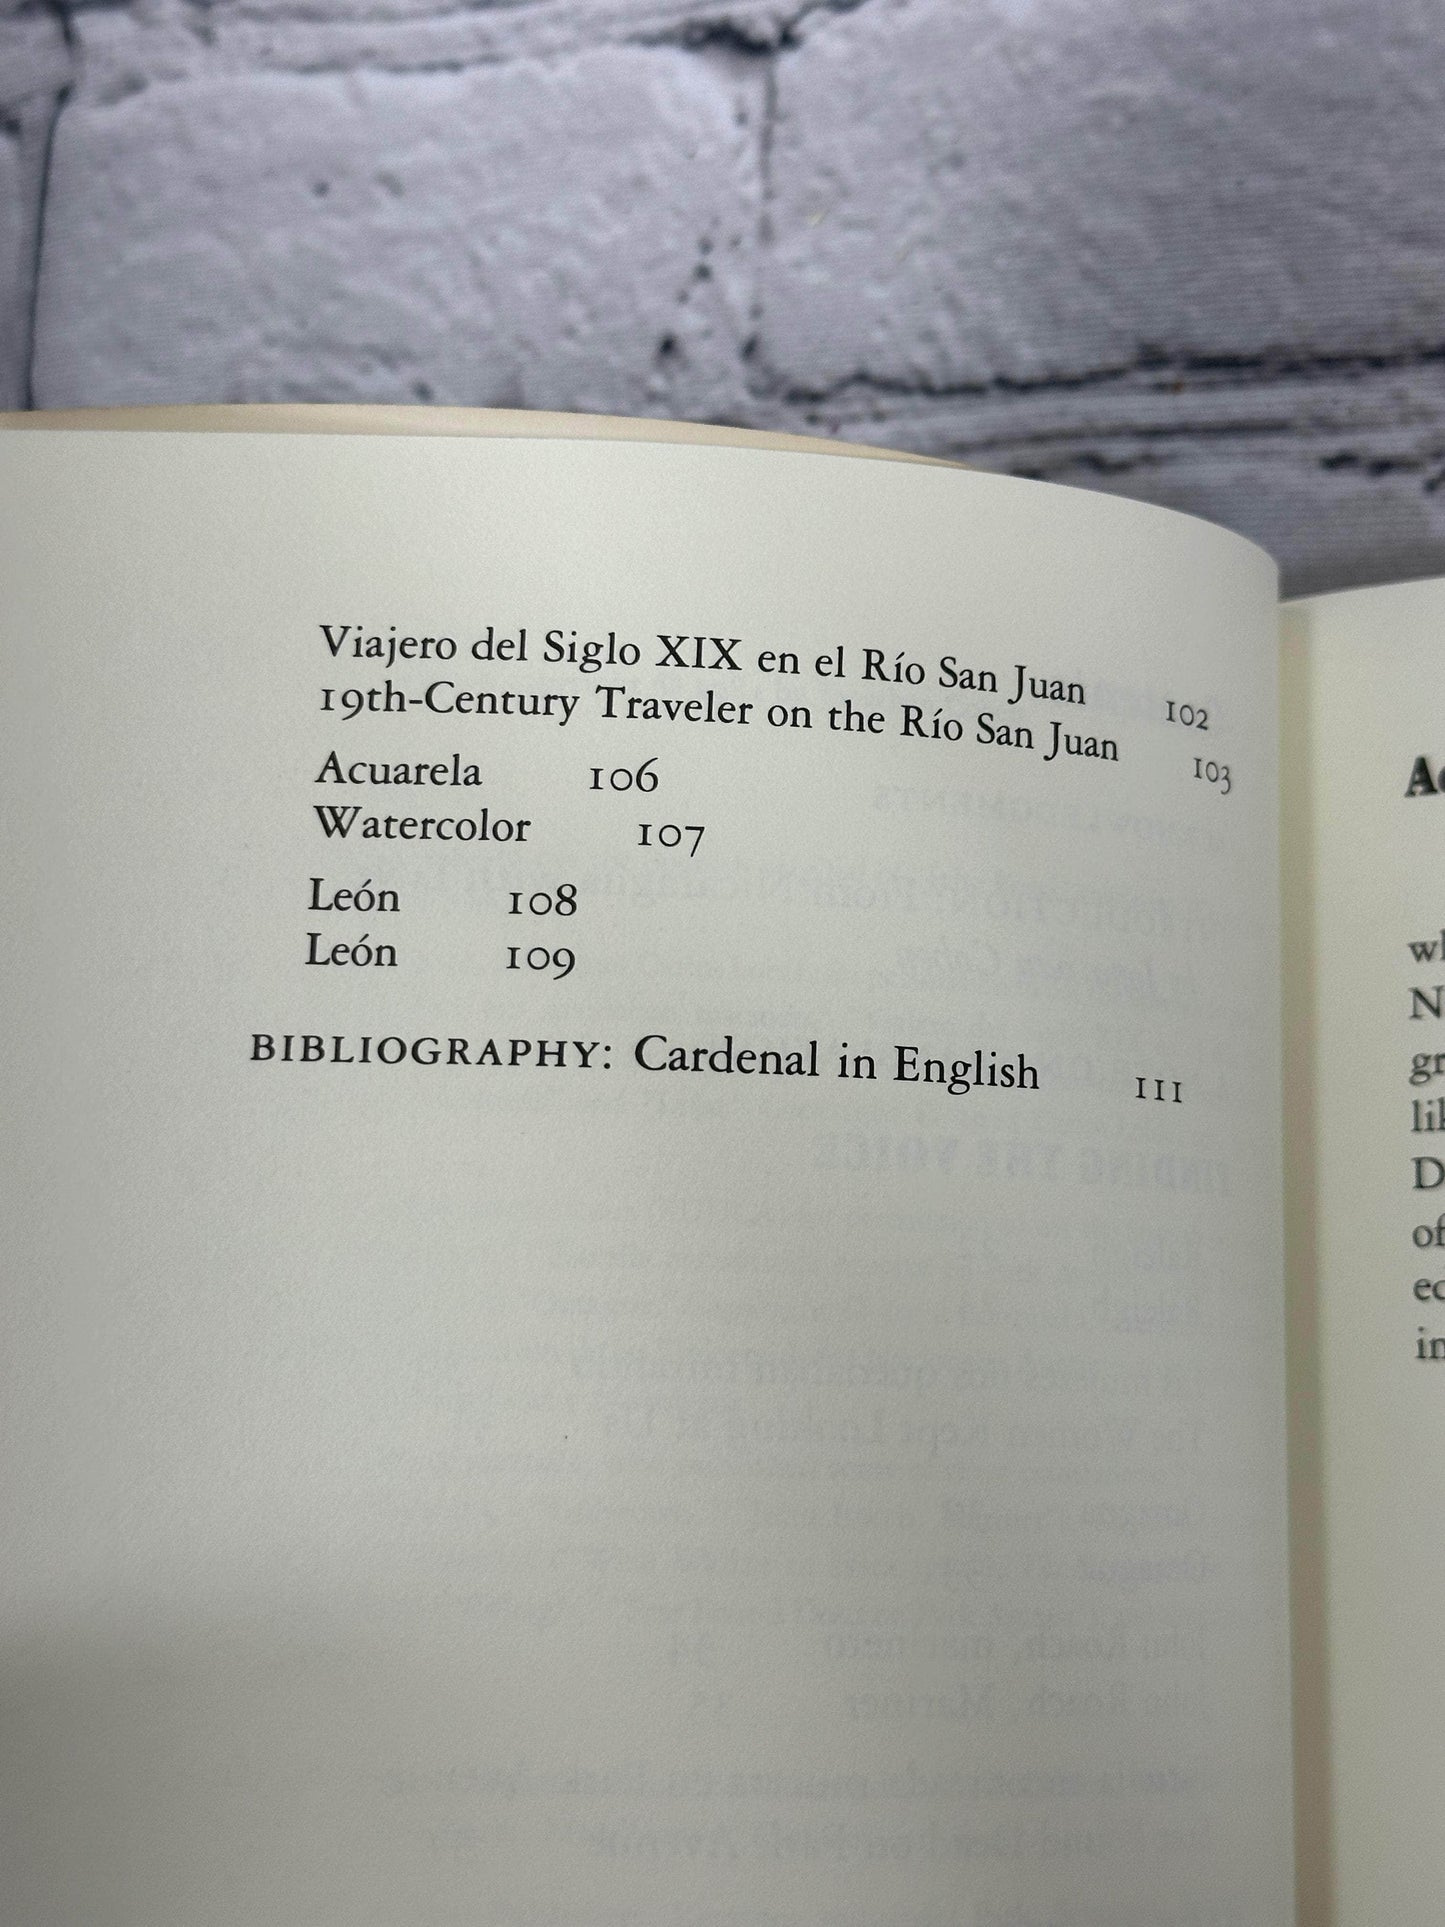 Viajero del Siglo XIX en el Río San Juan 102
19th-Century Traveler on the Río San Juan 103
Acuarela 106
Watercolor 107
León 108
León 109
BIBLIOGRAPHY: Cardenal in English 111